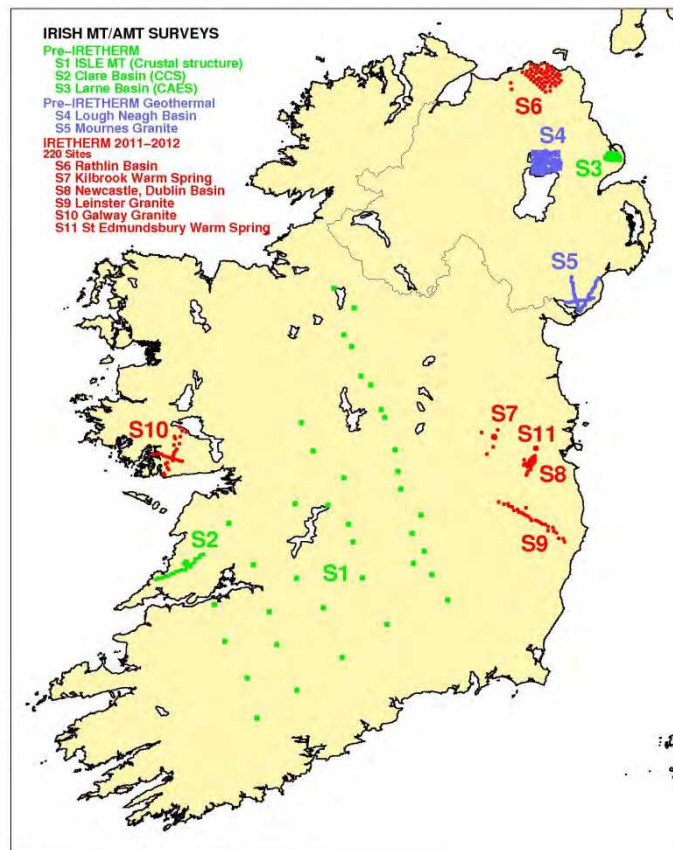 IRISH MT/AMT SURVEYS
Pre-IRETHERM
S1 ISLE MT (Crustal structure)
S2 Clare Basin (CCS)
S3 Larne Basin (CAES)
Pre-IRETHERM Geothermal
S4 Lough Neagh Basin
S5 Mournes Granite
IRETHERM 2011-2012
220 Sites
S6 Rathlin Basin
S7 Kilbrook Warm Spring
S8 Newcastle, Dublin Basin
S9 Leinster Granite
S10 Galway Granite
S11 St Edmundsbury Warm Spring
S6
S4
S3
S5
S7
S10
S11
S8
S9
S2
S1